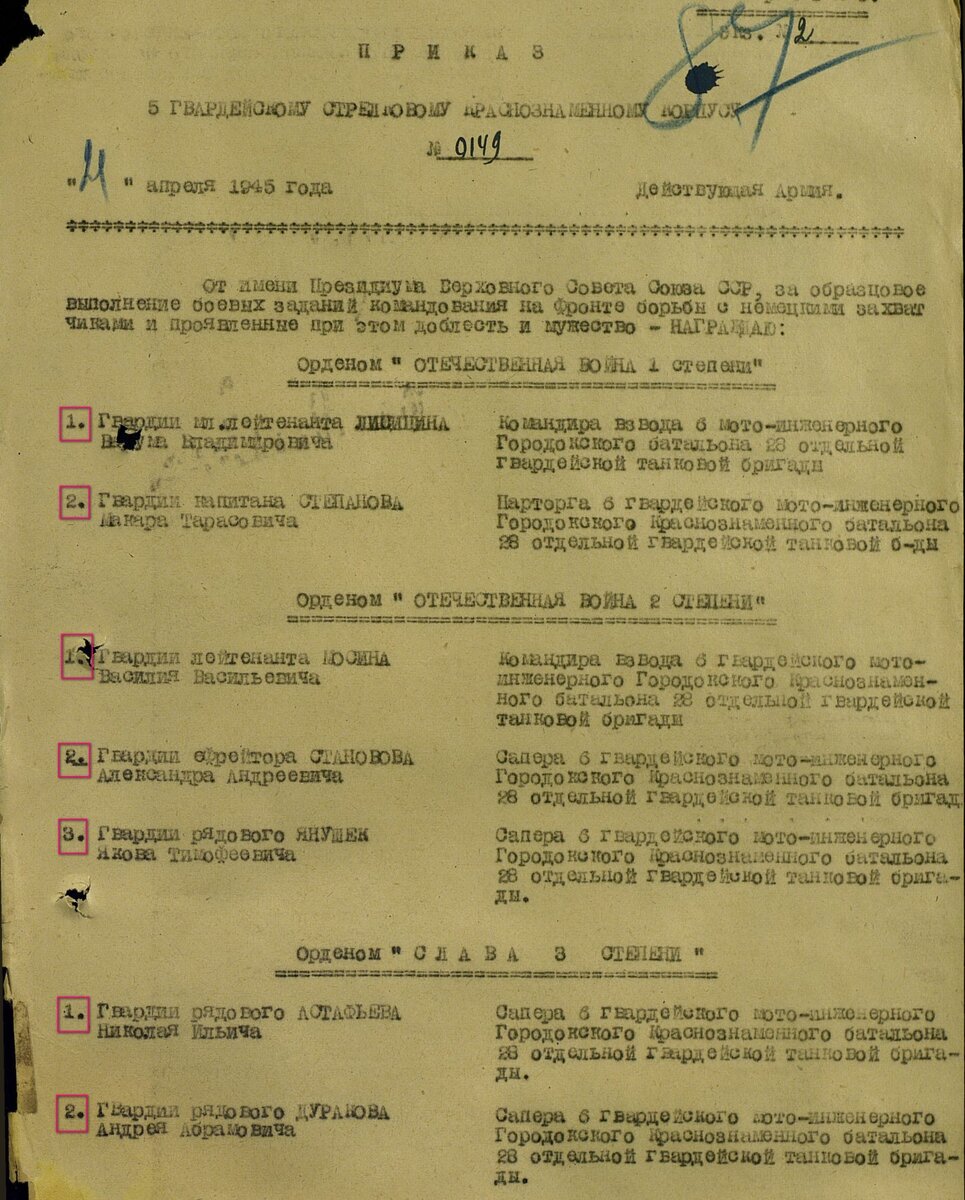 экз. № 2
87
П Р И К А З
5 ГВАРДЕЙСКОМУ СТРЕЛКОВОМУ КРАСНОЗНАМЕННОМУ КОРПУСУ
№ 0149
"21" апреля 1945 года Действующая Армия.
От имени Президиума Верховного Совета Союза ССР, за образцовое
выполнение боевых заданий командования на Фронте борьбы с немецкими захват
чиками и проявленные при этом доблесть и мужество – НАГРАЖДАЮ:
Орденом " ОТЕЧЕСТВЕННАЯ ВОЙНА 1 степени"
1. Гвардии мл.лейтенанта ЛИСИЦИНА Командира взвода 6 мото-инженерного
Владимировича Городокского батальона 28 отдельной
гвардейской танковой бригады
2. Гвардии капитана СТЕПАНОВА Парторга 6 гвардейского мото-инженерного
Макара Тарасовича Городокского Краснознаменного батальона
28 отдельной гвардейской танковой б-ды
Орденом " ОТЕЧЕСТВЕННАЯ ВОЙНА 2 СТЕПЕНИ"
1. Гвардии лейтенанта МОСИНА Командира взвода 6 гвардейского мото-
Василия Васильевича инженерного Городокского Краснознамен-
ного батальона 28 отдельной гвардейской
танковой бригады
2. Гвардии ефрейтора СТАНОВОВА Сапера 6 гвардейского мото-инженерного
Александра Андреевича Городокского Краснознаменного батальона
28 отдельной гвардейской танковой бригад
3. Гвардии рядового ЯНУШЕК Сапера 6 гвардейского мото-инженерного
Якова Тимофеевича Городокского Краснознаменного батальона
28 отдельной гвардейской танковой брига-
ды.
Орденом " С Л А В А 3 СТЕПЕНИ "
1. Гвардии рядового АСТАФЬЕВА Сапера 6 гвардейского мото-инженерного
Николая Ильича Городокского Краснознаменного батальона
28 отдельной гвардейской танковой брига-
ды.
2. Гвардии рядового ДУРАКОВА Сапера 6 гвардейского мото-инженерного
Андрея Абрамовича Городокского Краснознаменного батальона
28 отдельной гвардейской танковой брига-
ды.